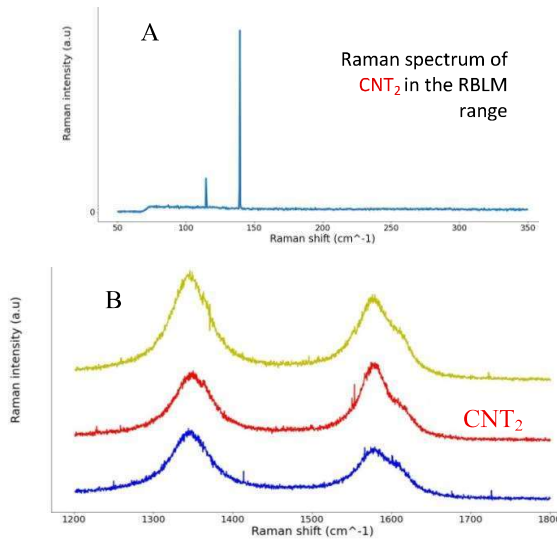 A
Raman spectrum of
CNT₂ in the RBLM
range
Raman intensity (a.u)
0
50 100 150 200 250 300 350
Raman shift (cm^-1)
B
Raman intensity (a.u)
CNT₂
1200 1300 1400 1500 1600 1700 1800
Raman shift (cm^-1)